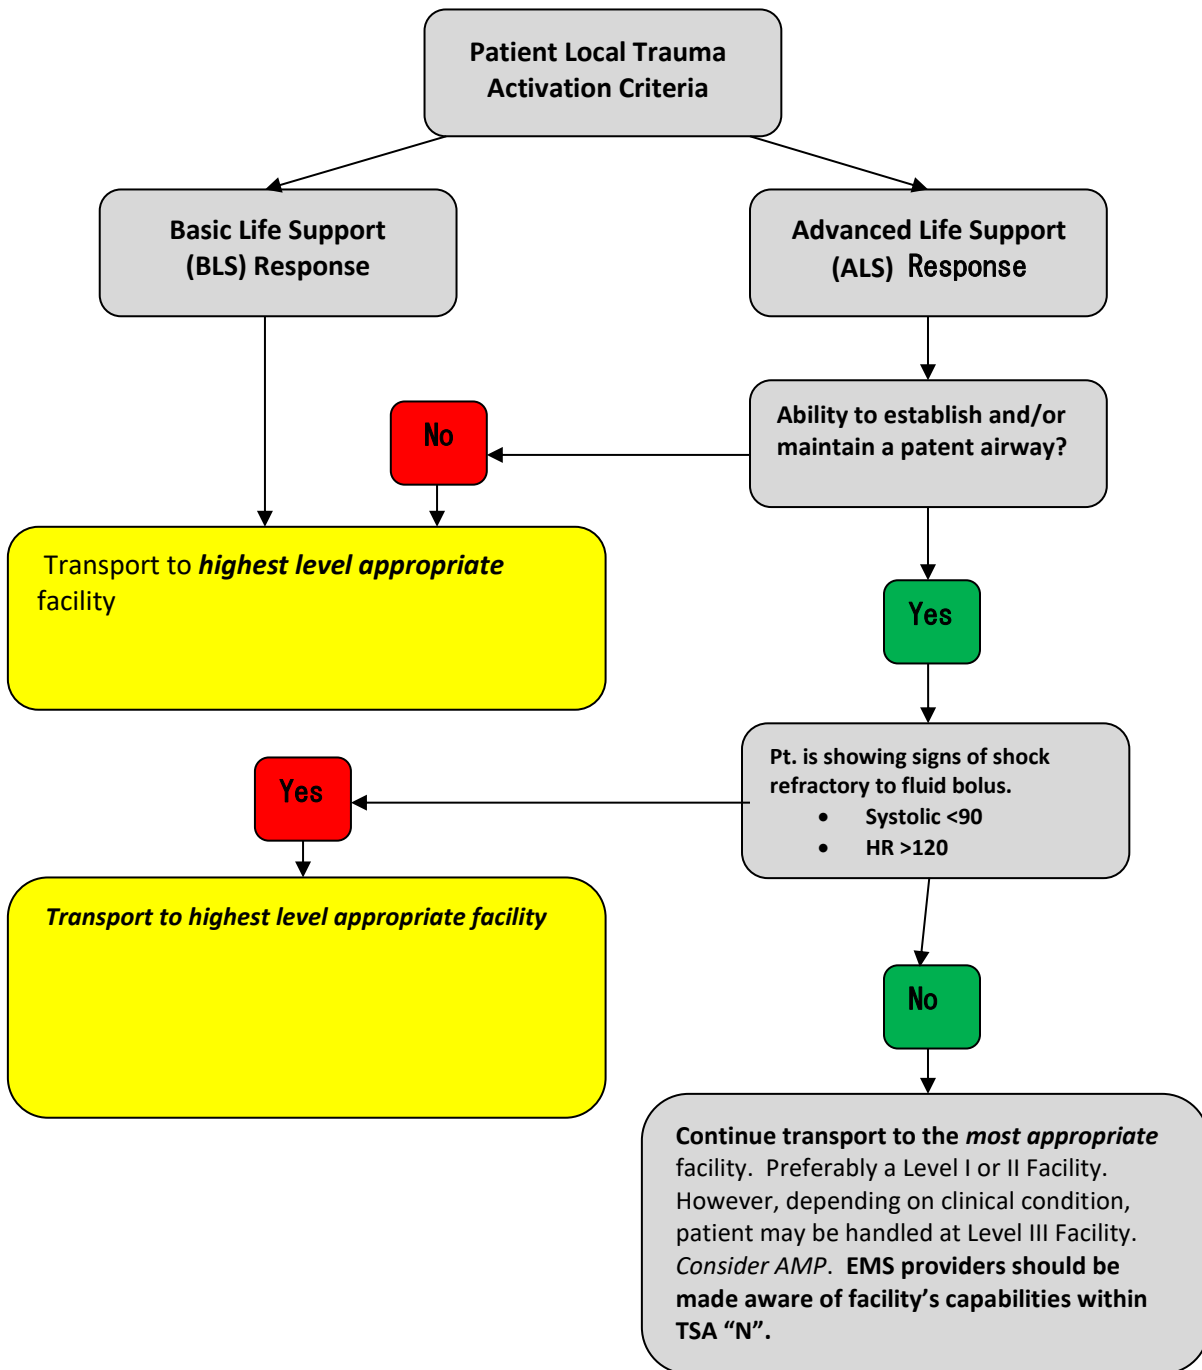 Patient Local Trauma
Activation Criteria
Basic Life Support
(BLS) Response
Advanced Life Support
(ALS) Response
Ability to establish and/or
maintain a patent airway?
No
Transport to highest level appropriate
facility
Yes
Pt. is showing signs of shock
refractory to fluid bolus.
• Systolic <90
• HR >120
Yes
Transport to highest level appropriate facility
No
Continue transport to the most appropriate
facility. Preferably a Level I or II Facility.
However, depending on clinical condition,
patient may be handled at Level III Facility.
Consider AMP. EMS providers should be
made aware of facility’s capabilities within
TSA “N”.